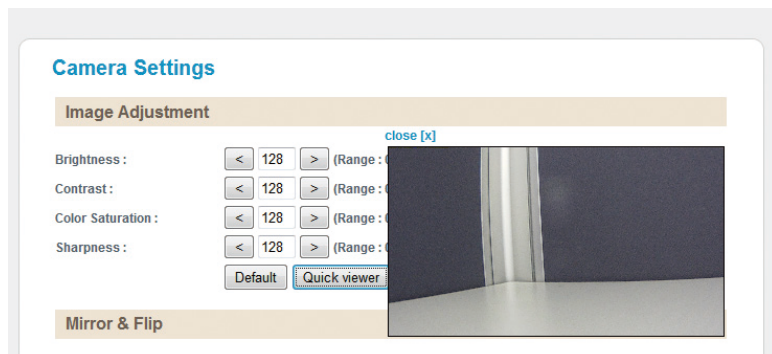 Camera Settings
Image Adjustment
close [x]
Brightness : < 128 > (Range :
Contrast : < 128 > (Range :
Color Saturation : < 128 > (Range :
Sharpness : < 128 > (Range :
Default Quick viewer
Mirror & Flip